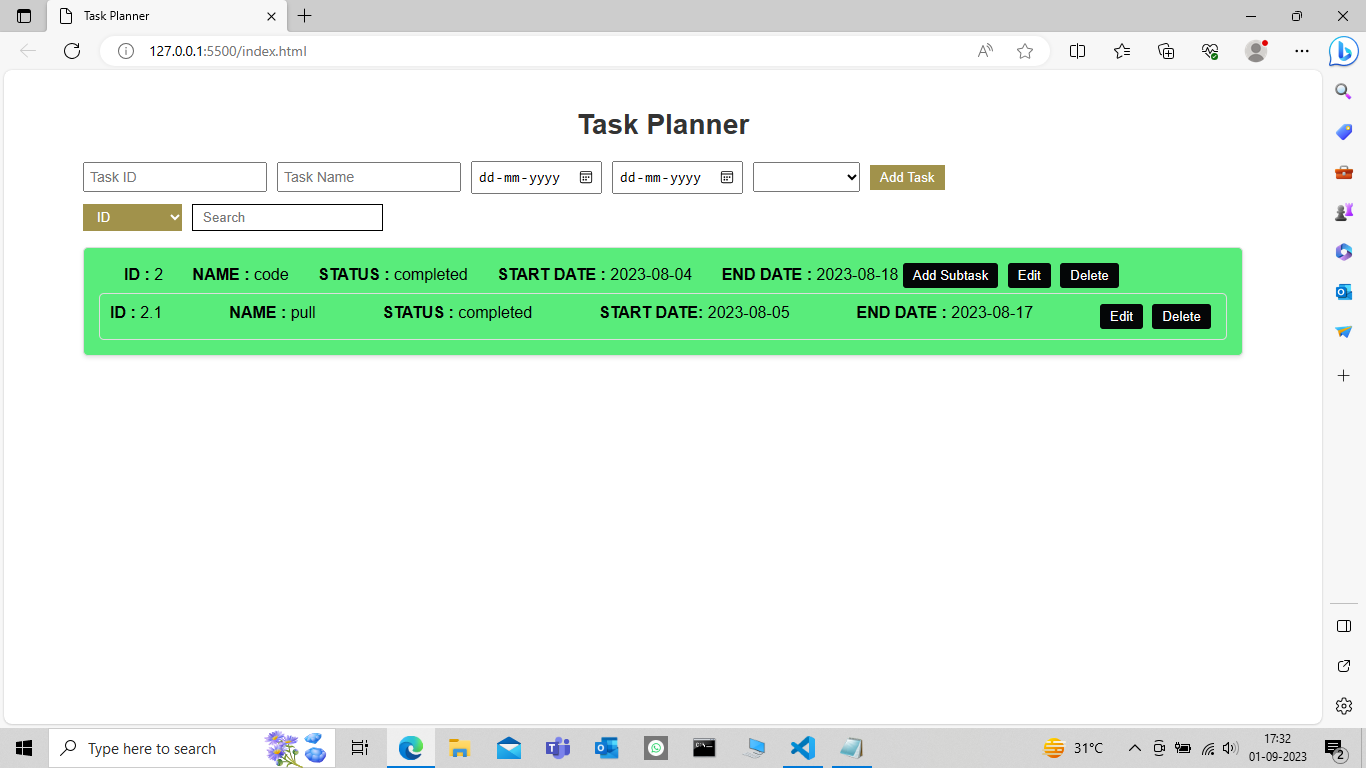 Task Planner
127.0.0.1:5500/index.html
Task Planner
Task ID Task Name dd-mm-yyyy dd-mm-yyyy Add Task
ID Search
ID : 2 NAME : code STATUS : completed START DATE : 2023-08-04 END DATE : 2023-08-18 Add Subtask Edit Delete
ID : 2.1 NAME : pull STATUS : completed START DATE: 2023-08-05 END DATE : 2023-08-17 Edit Delete
Type here to search 31°C 17:32
01-09-2023 2